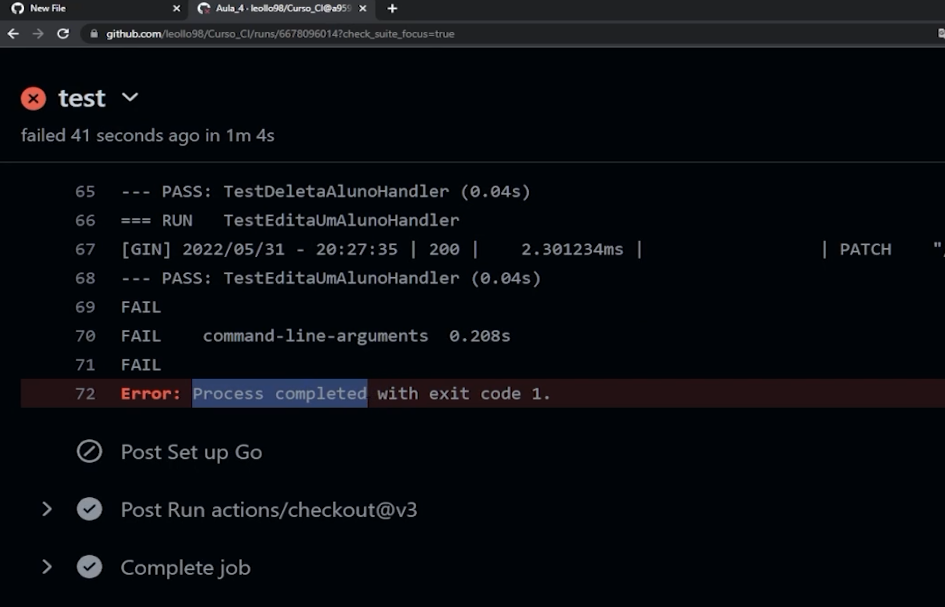 New File
Aula_4 · leollo98/Curso_CI@a959
github.com/leollo98/Curso_CI/runs/6678096014?check_suite_focus=true
test
failed 41 seconds ago in 1m 4s
65 --- PASS: TestDeletaAlunoHandler (0.04s)
66 === RUN TestEditaUmAlunoHandler
67 [GIN] 2022/05/31 - 20:27:35 | 200 | 2.301234ms | | PATCH "/
68 --- PASS: TestEditaUmAlunoHandler (0.04s)
69 FAIL
70 FAIL command-line-arguments 0.208s
71 FAIL
72 Error: Process completed with exit code 1.
Post Set up Go
Post Run actions/checkout@v3
Complete job